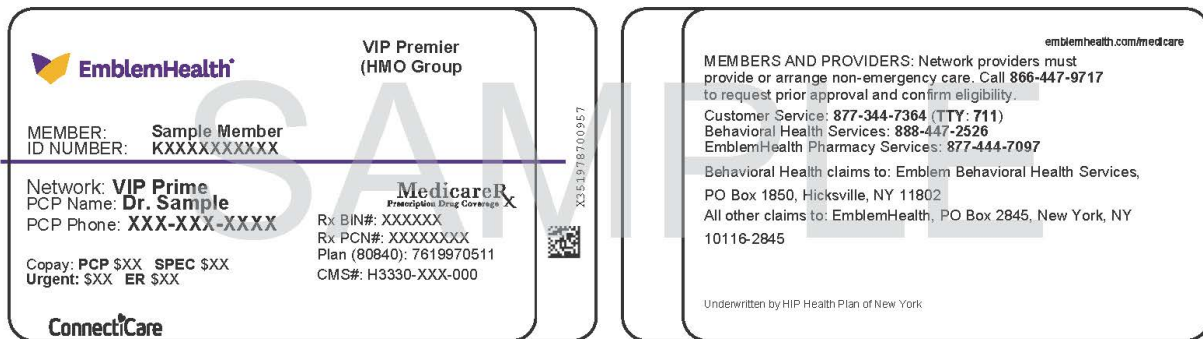 EmblemHealth
VIP Premier
(HMO Group
MEMBER: Sample Member
ID NUMBER: KXXXXXXXXXX
Network: VIP Prime
PCP Name: Dr. Sample
PCP Phone: XXX-XXX-XXXX
Copay: PCP $XX SPEC $XX
Urgent: $XX ER $XX
ConnectiCare
MedicareRx
Prescription Drug Coverage
Rx BIN#: XXXXXX
Rx PCN#: XXXXXXXX
Plan (80840): 7619970511
CMS#: H3330-XXX-000
X351978700957
SAMPLE
emblemhealth.com/medicare
MEMBERS AND PROVIDERS: Network providers must
provide or arrange non-emergency care. Call 866-447-9717
to request prior approval and confirm eligibility.
Customer Service: 877-344-7364 (TTY: 711)
Behavioral Health Services: 888-447-2526
EmblemHealth Pharmacy Services: 877-444-7097
Behavioral Health claims to: Emblem Behavioral Health Services,
PO Box 1850, Hicksville, NY 11802
All other claims to: EmblemHealth, PO Box 2845, New York, NY
10116-2845
Underwritten by HIP Health Plan of New York